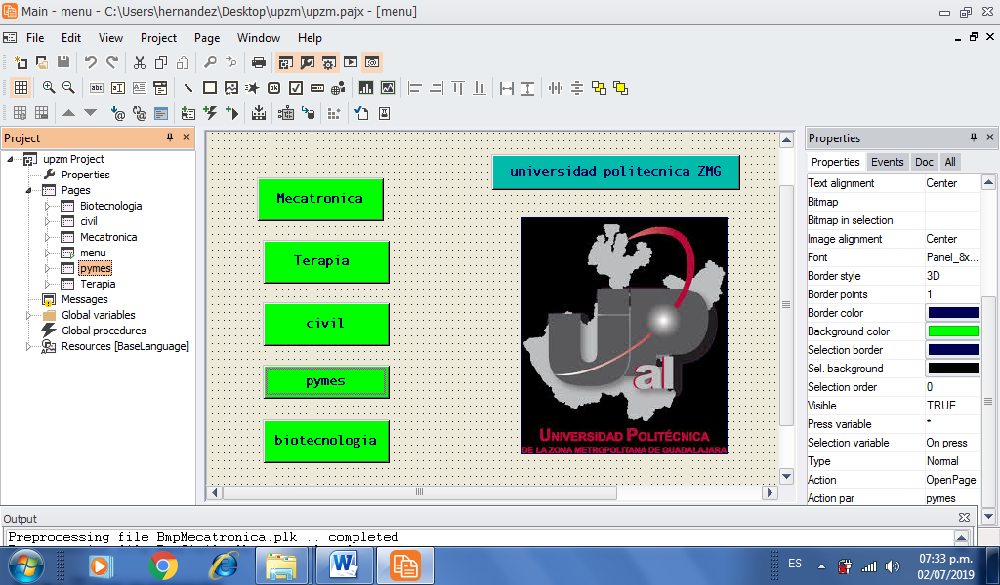 Main - menu - C:\Users\hernandez\Desktop\upzm\upzm.pajx - [menu]
File Edit View Project Page Window Help
Project
upzm Project
Properties
Pages
Biotecnologia
civil
Mecatronica
menu
pymes
Terapia
Messages
Global variables
Global procedures
Resources [BaseLanguage]
Mecatronica
Terapia
civil
pymes
biotecnologia
universidad politecnica ZMG
UP
al
UNIVERSIDAD POLITÉCNICA
DE LA ZONA METROPOLITANA DE GUADALAJARA
Properties
Properties Events Doc All
Text alignment Center
Bitmap
Bitmap in selection
Image alignment Center
Font Panel_8x...
Border style 3D
Border points 1
Border color
Background color
Selection border
Sel. background
Selection order 0
Visible TRUE
Press variable *
Selection variable On press
Type Normal
Action OpenPage
Action par pymes
Output
Preprocessing file BmpMecatronica.plk .. completed
ES
07:33 p.m.
02/07/2019